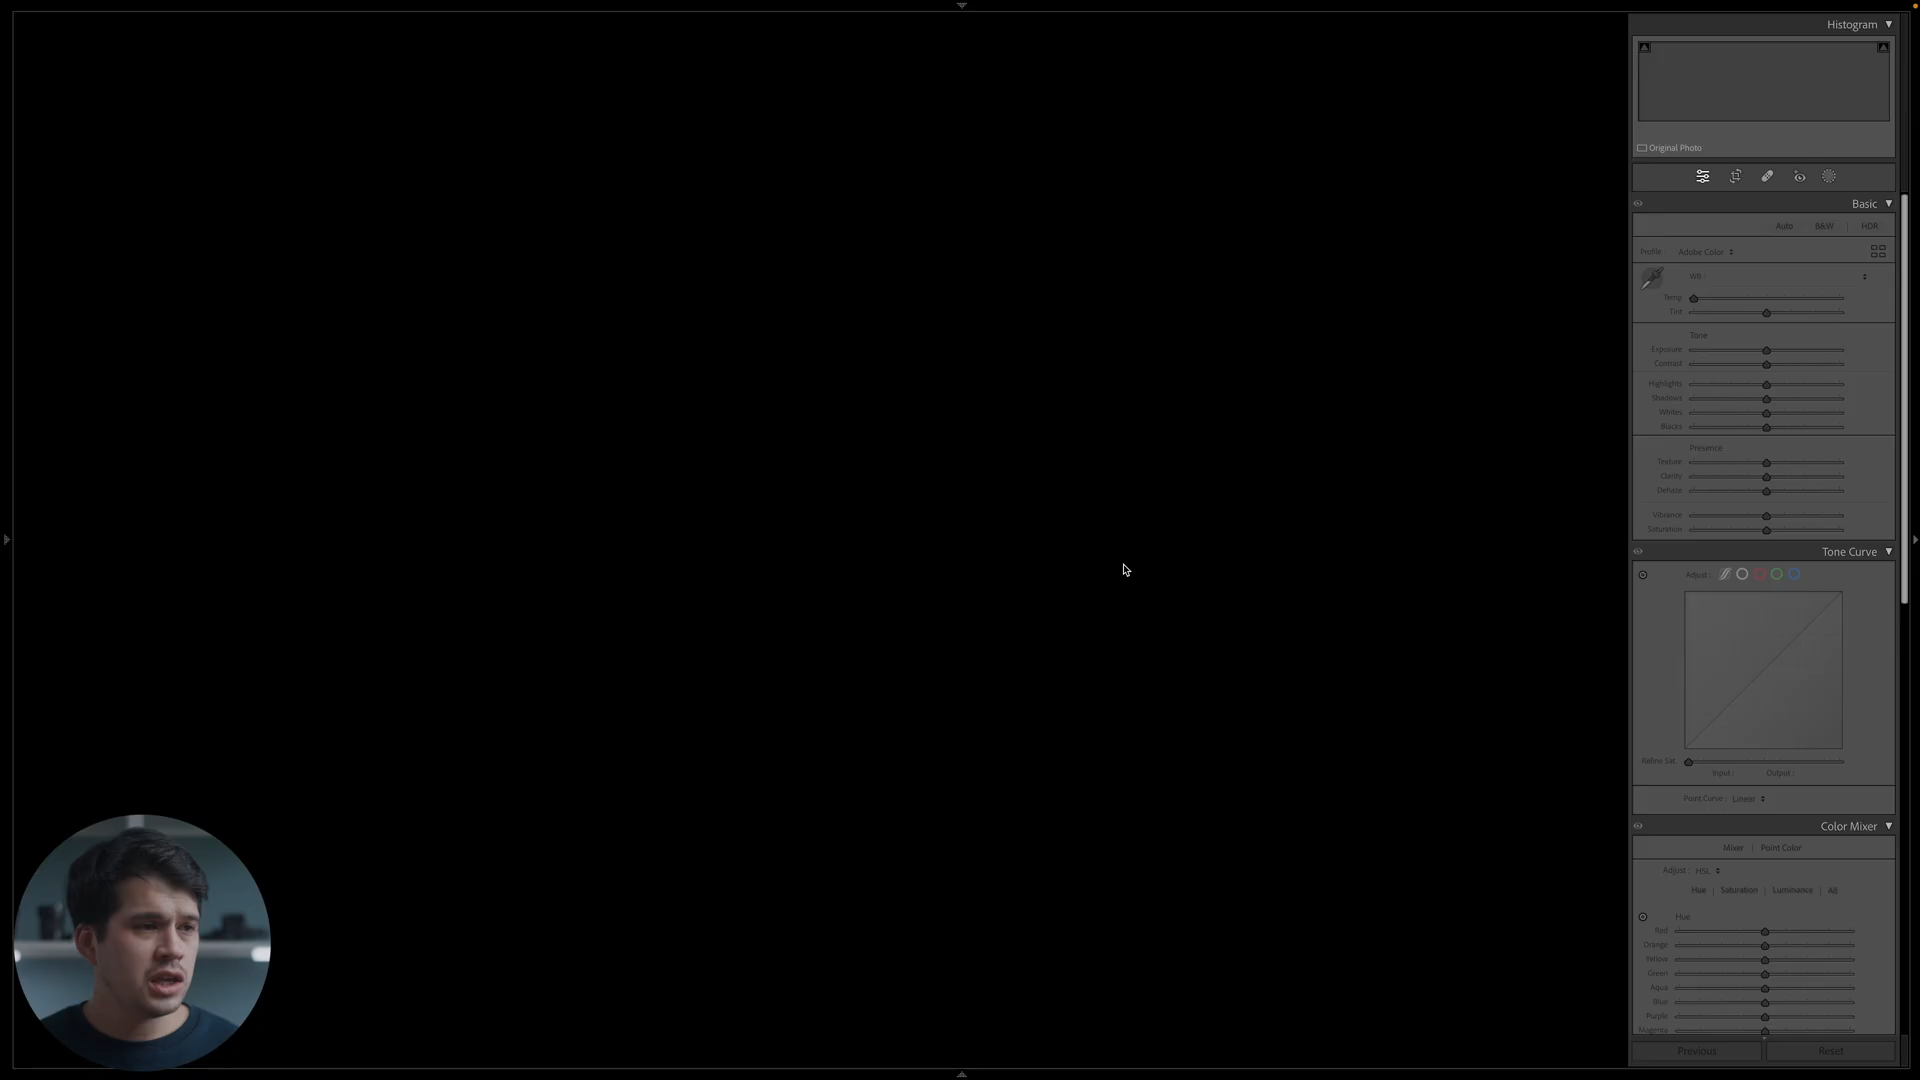 Histogram
Original Photo
Basic
Auto B&W HDR
Profile : Adobe Color
WB :
Temp
Tint
Tone
Exposure
Contrast
Highlights
Shadows
Whites
Blacks
Presence
Texture
Clarity
Dehaze
Vibrance
Saturation
Tone Curve
Adjust :
Refine Sat.
Input : Output :
Point Curve : Linear
Color Mixer
Mixer Point Color
Adjust : HSL
Hue Saturation Luminance All
Hue
Red
Orange
Yellow
Green
Aqua
Blue
Purple
Magenta
Previous Reset